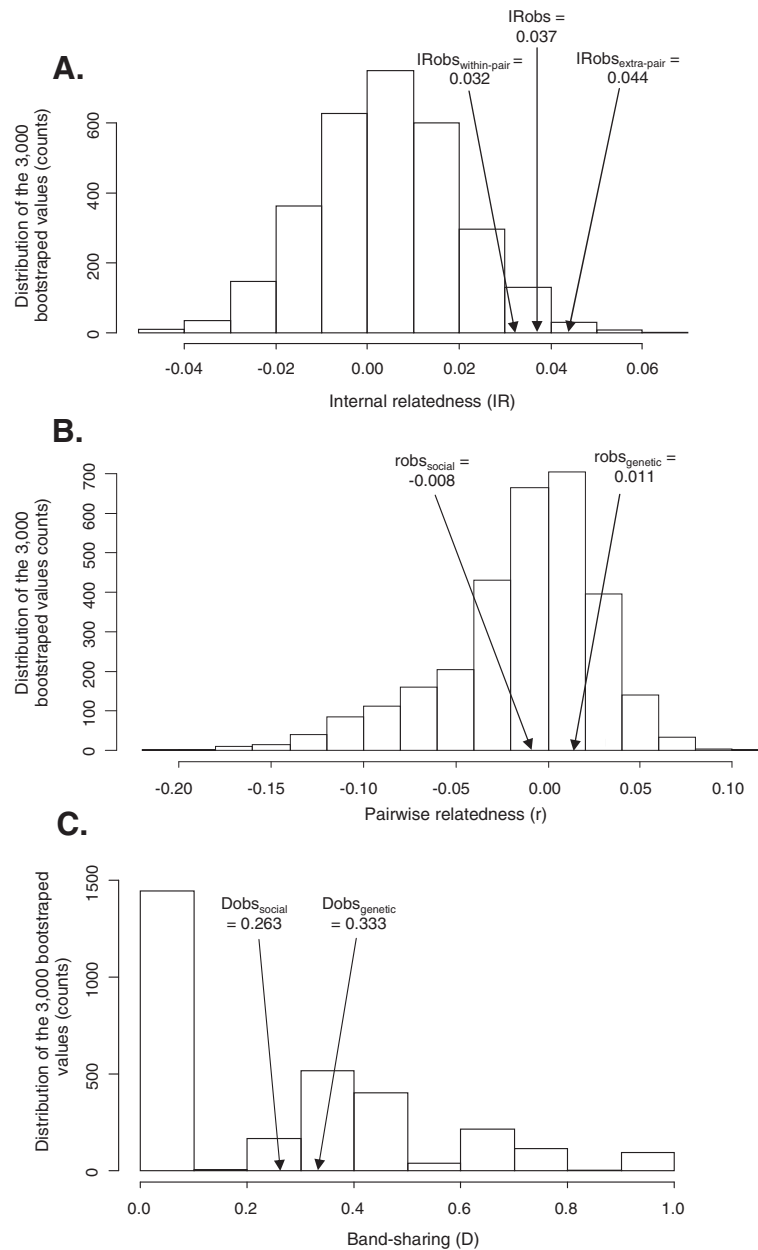 A.
IRobs =
0.037
IRobswithin-pair =
0.032
IRobsextra-pair =
0.044
Distribution of the 3,000
bootstraped values (counts)
600
400
200
0
-0.04 -0.02 0.00 0.02 0.04 0.06
Internal relatedness (IR)
B.
robssocial =
-0.008
robsgenetic =
0.011
Distribution of the 3,000
bootstraped values counts)
700
600
500
400
300
200
100
0
-0.20 -0.15 -0.10 -0.05 0.00 0.05 0.10
Pairwise relatedness (r)
C.
Dobssocial
= 0.263
Dobsgenetic
= 0.333
Distribution of the 3,000 bootstraped
values (counts)
1500
1000
500
0
0.0 0.2 0.4 0.6 0.8 1.0
Band-sharing (D)